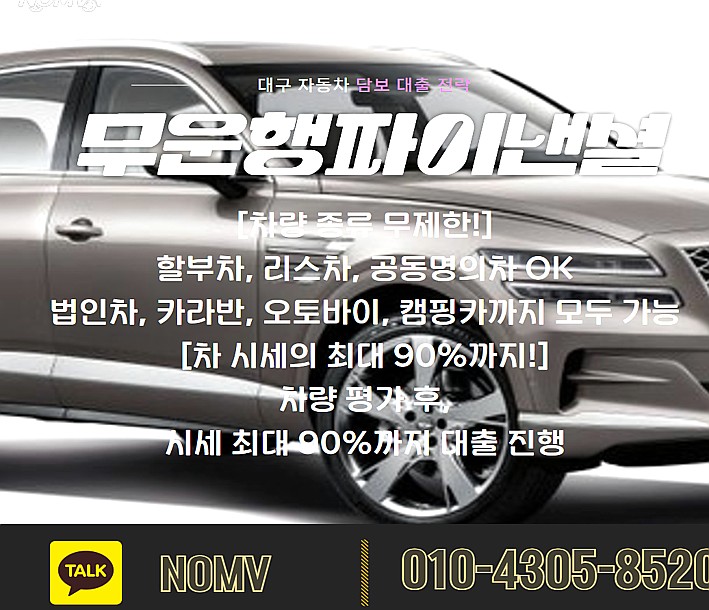 NOMV
대구 자동차 담보 대출 전략
무운행파이낸셜
[차량 종류 무제한!]
할부차, 리스차, 공동명의차 OK
법인차, 카라반, 오토바이, 캠핑카까지 모두 가능
[차 시세의 최대 90%까지!]
차량 평가 후,
시세 최대 90%까지 대출 진행
TALK NOMV 010-4305-8520